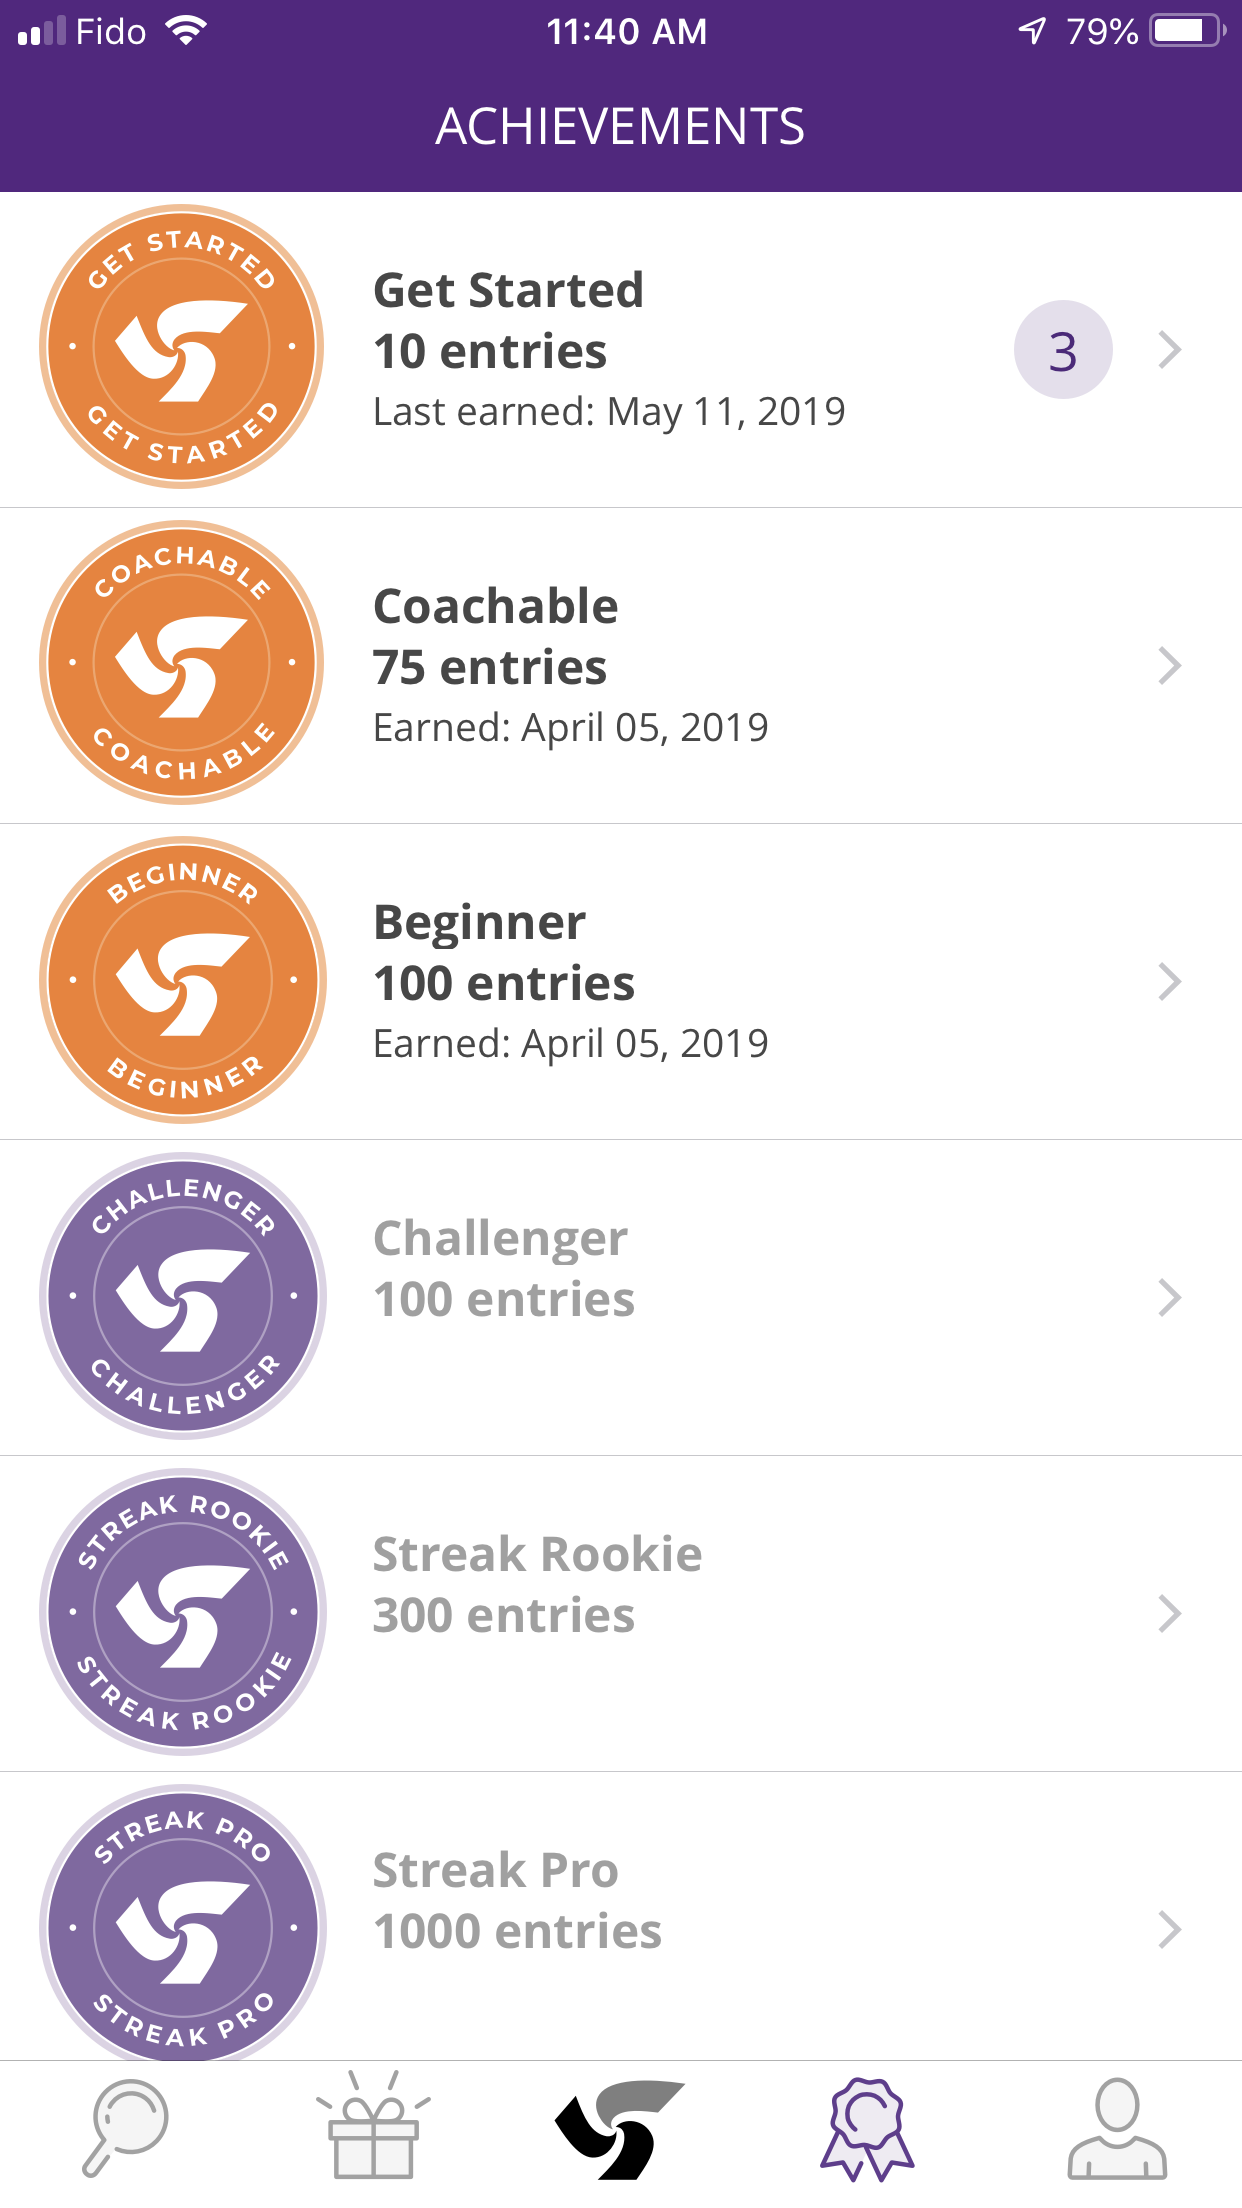 Fido
11:40 AM
79%
ACHIEVEMENTS
GET STARTED
GET STARTED
Get Started
10 entries
Last earned: May 11, 2019
3
COACHABLE
COACHABLE
Coachable
75 entries
Earned: April 05, 2019
BEGINNER
BEGINNER
Beginner
100 entries
Earned: April 05, 2019
CHALLENGER
CHALLENGER
Challenger
100 entries
STREAK ROOKIE
STREAK ROOKIE
Streak Rookie
300 entries
STREAK PRO
STREAK PRO
Streak Pro
1000 entries